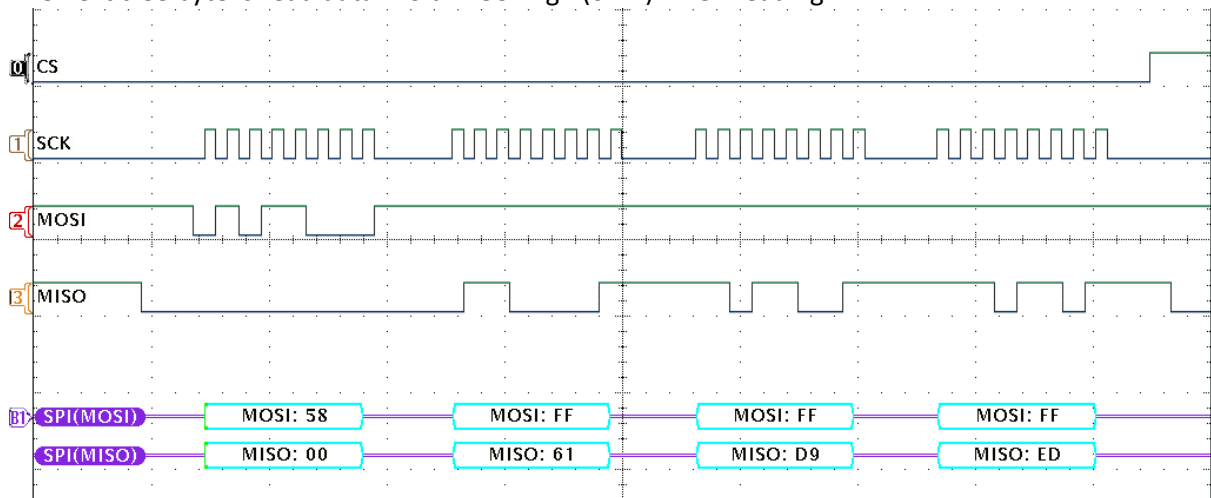 0 CS
1 SCK
2 MOSI
3 MISO
B1 SPI(MOSI) MOSI: 58 MOSI: FF MOSI: FF MOSI: FF
SPI(MISO) MISO: 00 MISO: 61 MISO: D9 MISO: ED